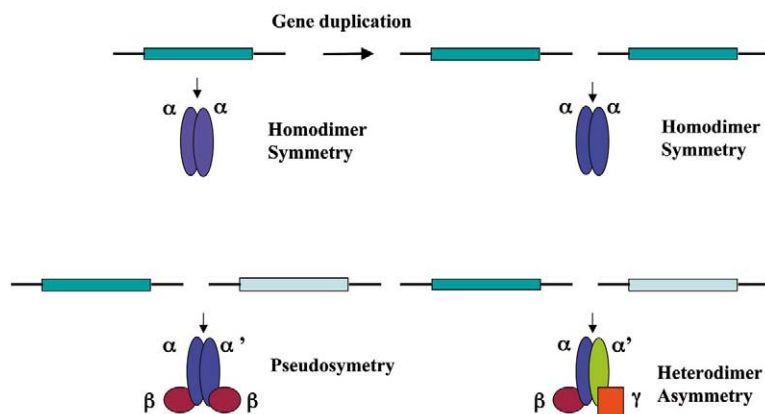 Gene duplication
α α
Homodimer
Symmetry
α α
Homodimer
Symmetry
α α’
β β
Pseudosymetry
α α’
β γ
Heterodimer
Asymmetry